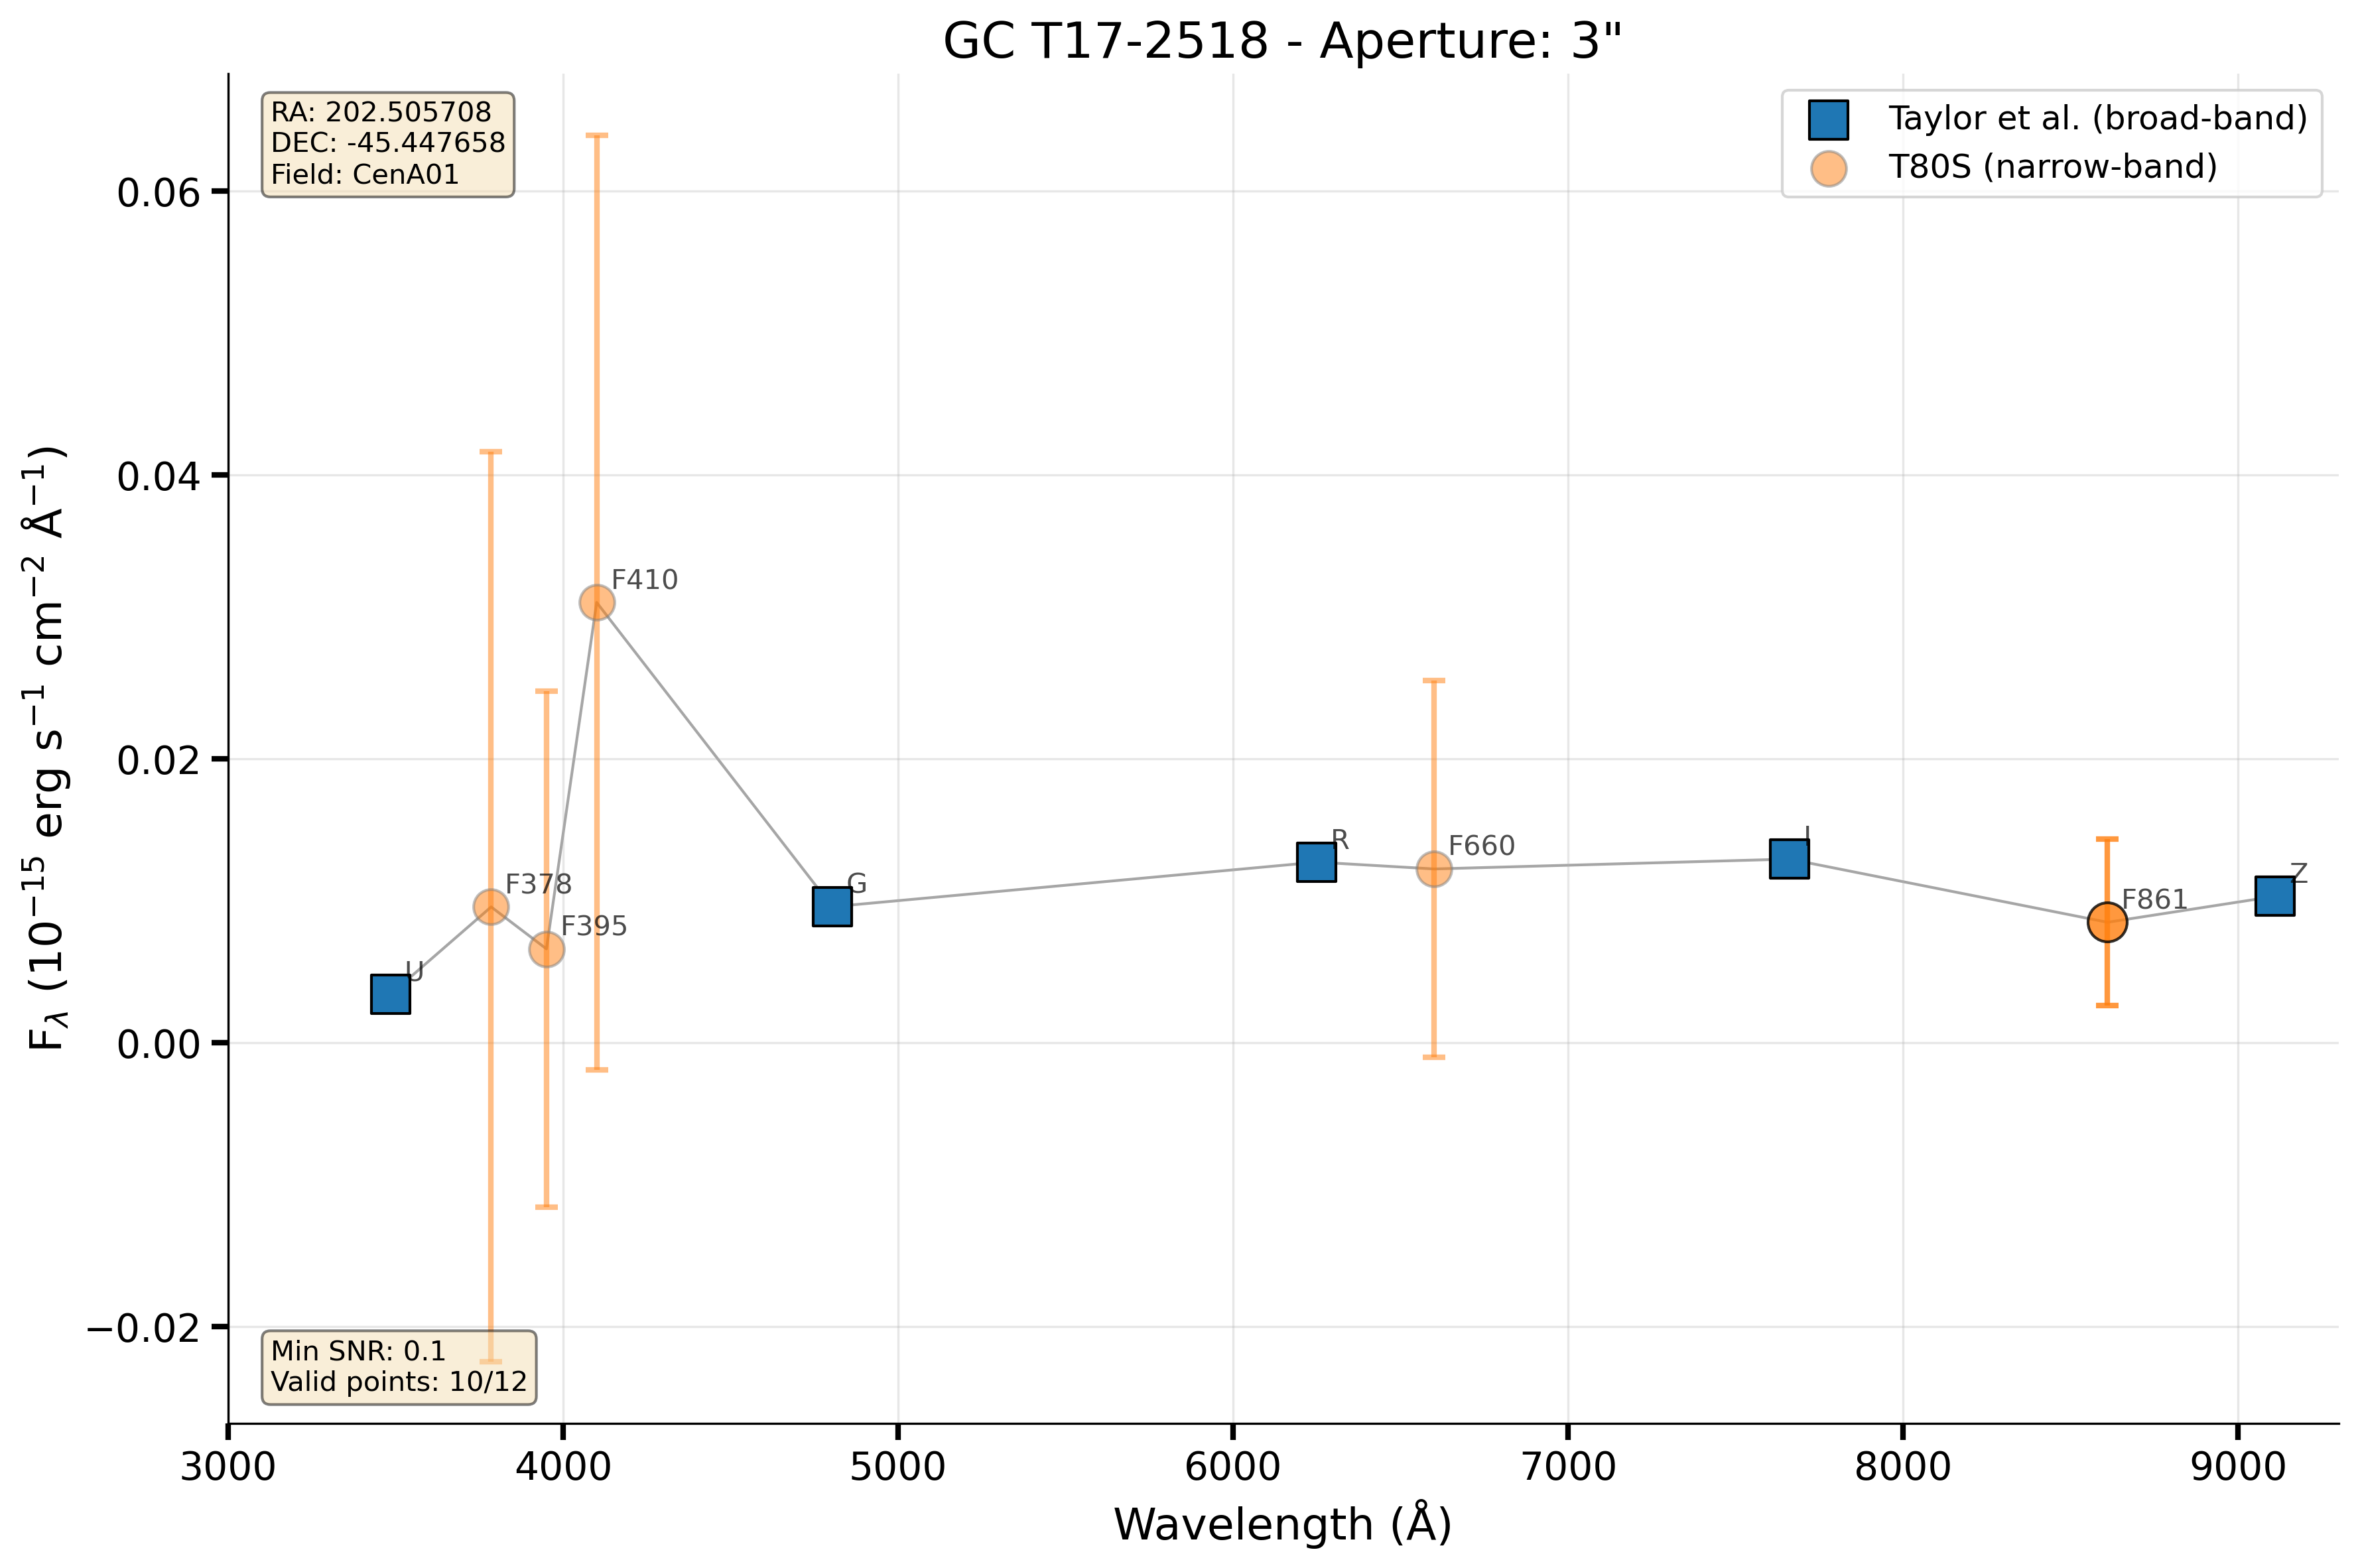 GC T17-2518 - Aperture: 3"
RA: 202.505708
DEC: -45.447658
Field: CenA01
Taylor et al. (broad-band)
T80S (narrow-band)
0.06
0.04
0.02
0.00
−0.02
F_λ (10⁻¹⁵ erg s⁻¹ cm⁻² Å⁻¹)
F410
F378
F395
U
G
R
F660
I
F861
Z
Min SNR: 0.1
Valid points: 10/12
3000 4000 5000 6000 7000 8000 9000
Wavelength (Å)